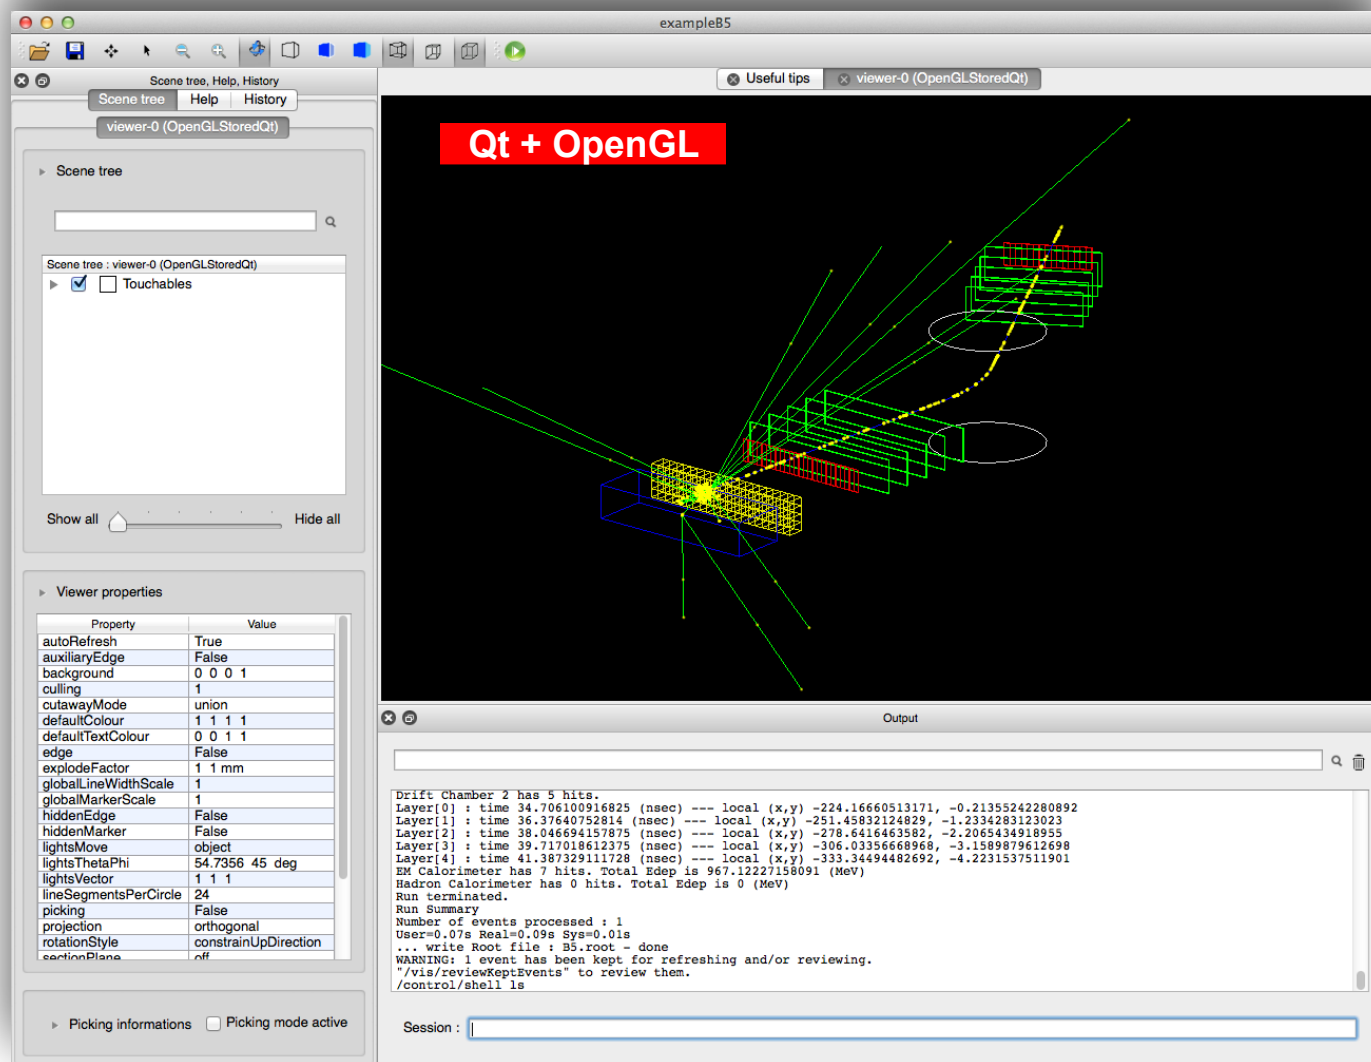 exampleB5
Scene tree, Help, History
Useful tips
viewer-0 (OpenGLStoredQt)
Scene tree
Help
History
viewer-0 (OpenGLStoredQt)
Qt + OpenGL
Scene tree
Scene tree : viewer-0 (OpenGLStoredQt)
Touchables
Show all
Hide all
Viewer properties
Property Value
autoRefresh True
auxiliaryEdge False
background 0 0 0 1
culling 1
cutawayMode union
defaultColour 1 1 1 1
defaultTextColour 0 0 1 1
edge False
explodeFactor 1 1 mm
globalLineWidthScale 1
globalMarkerScale 1
hiddenEdge False
hiddenMarker False
lightsMove object
lightsThetaPhi 54.7356 45 deg
lightsVector 1 1 1
lineSegmentsPerCircle 24
picking False
projection orthogonal
rotationStyle constrainUpDirection
sectionPlane off
Picking informations
Picking mode active
Output
Drift Chamber 2 has 5 hits.
Layer[0] : time 34.706100916825 (nsec) --- local (x,y) -224.16660513171, -0.21355242280892
Layer[1] : time 36.37640752814 (nsec) --- local (x,y) -251.45832124829, -1.2334283123023
Layer[2] : time 38.046694157875 (nsec) --- local (x,y) -278.6416463582, -2.2065434918955
Layer[3] : time 39.717018612375 (nsec) --- local (x,y) -306.03356668968, -3.1589879612698
Layer[4] : time 41.387329111728 (nsec) --- local (x,y) -333.34494482692, -4.2231537511901
EM Calorimeter has 7 hits. Total Edep is 967.12227158091 (MeV)
Hadron Calorimeter has 0 hits. Total Edep is 0 (MeV)
Run terminated.
Run Summary
Number of events processed : 1
User=0.07s Real=0.09s Sys=0.01s
... write Root file : B5.root - done
WARNING: 1 event has been kept for refreshing and/or reviewing.
"/vis/reviewKeptEvents" to review them.
/control/shell ls
Session :